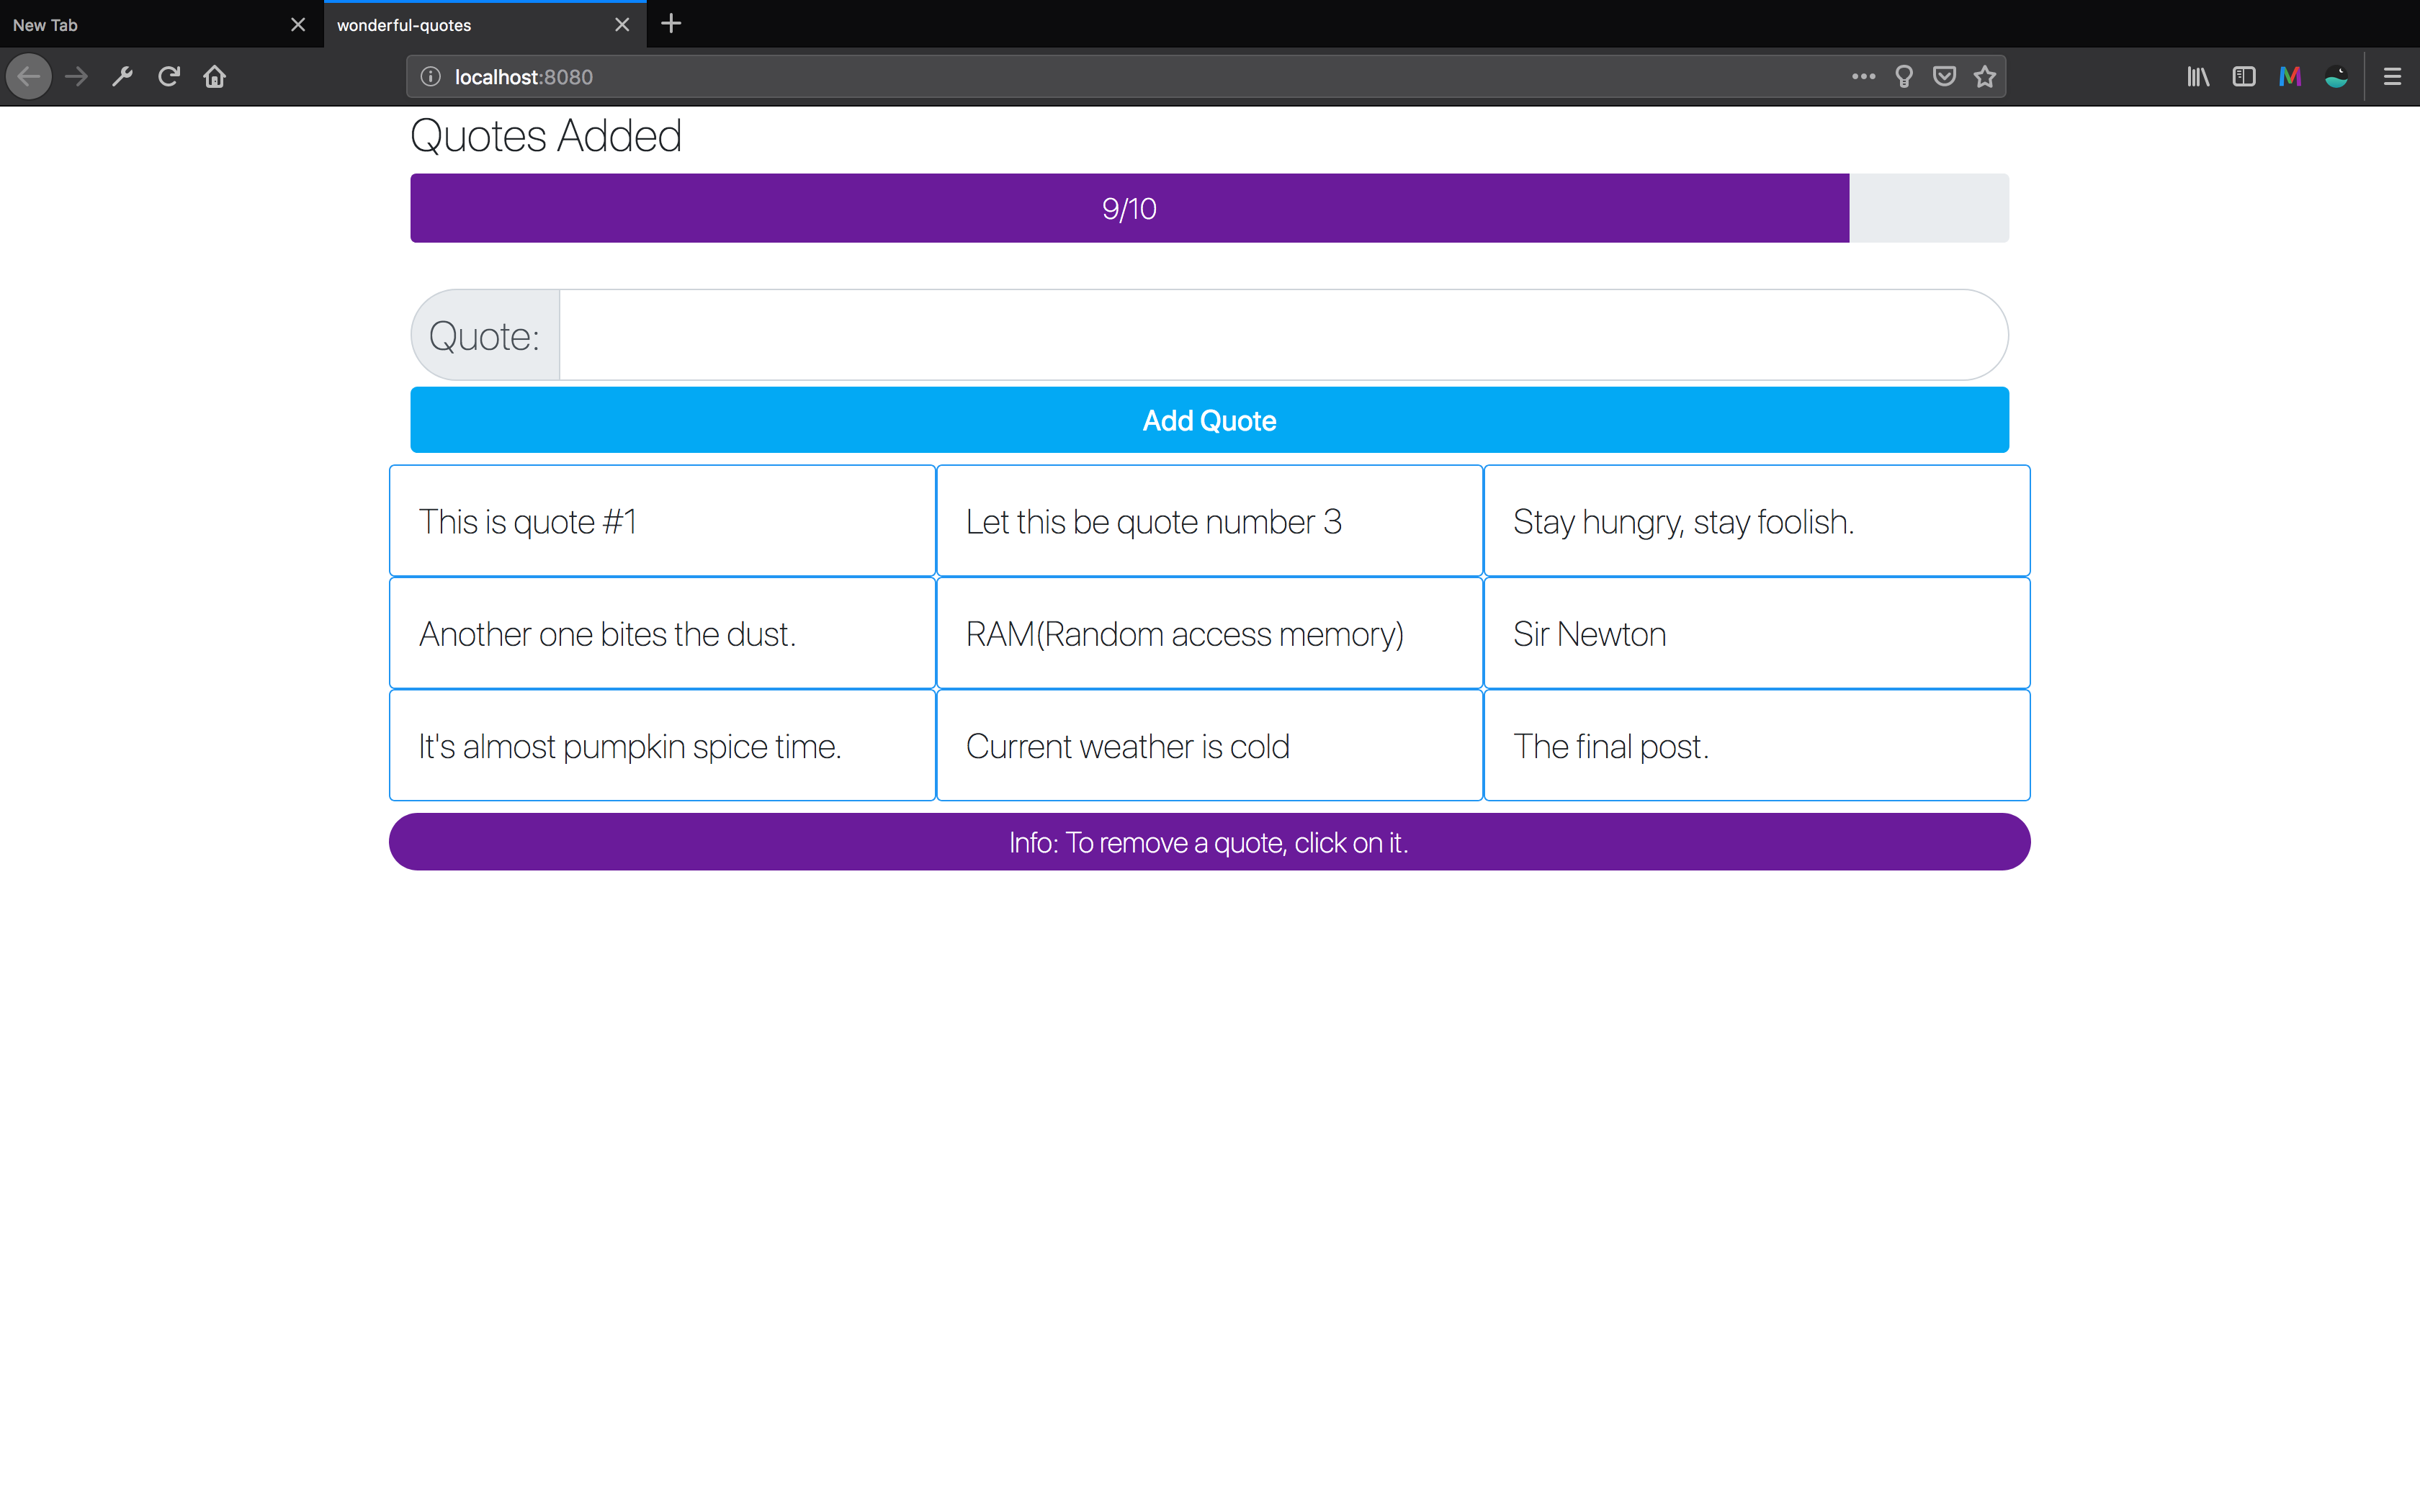 New Tab
wonderful-quotes
localhost:8080
Quotes Added
9/10
Quote:
Add Quote
This is quote #1
Let this be quote number 3
Stay hungry, stay foolish.
Another one bites the dust.
RAM(Random access memory)
Sir Newton
It's almost pumpkin spice time.
Current weather is cold
The final post.
Info: To remove a quote, click on it.